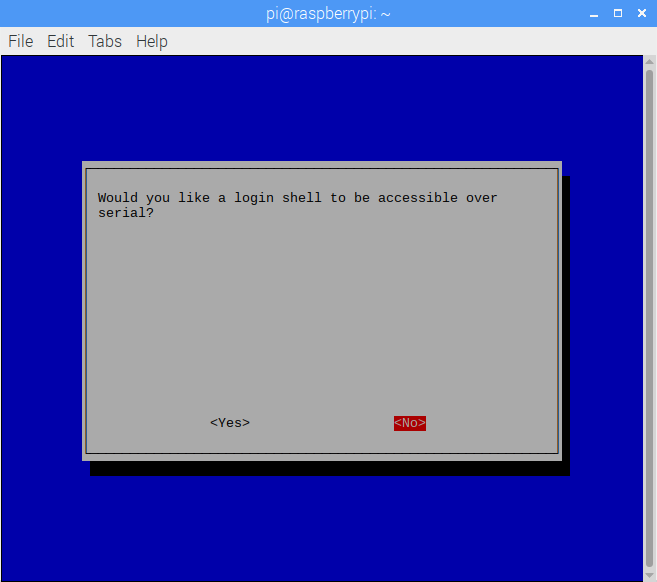 pi@raspberrypi: ~
File Edit Tabs Help
Would you like a login shell to be accessible over
serial?
<Yes> <No>